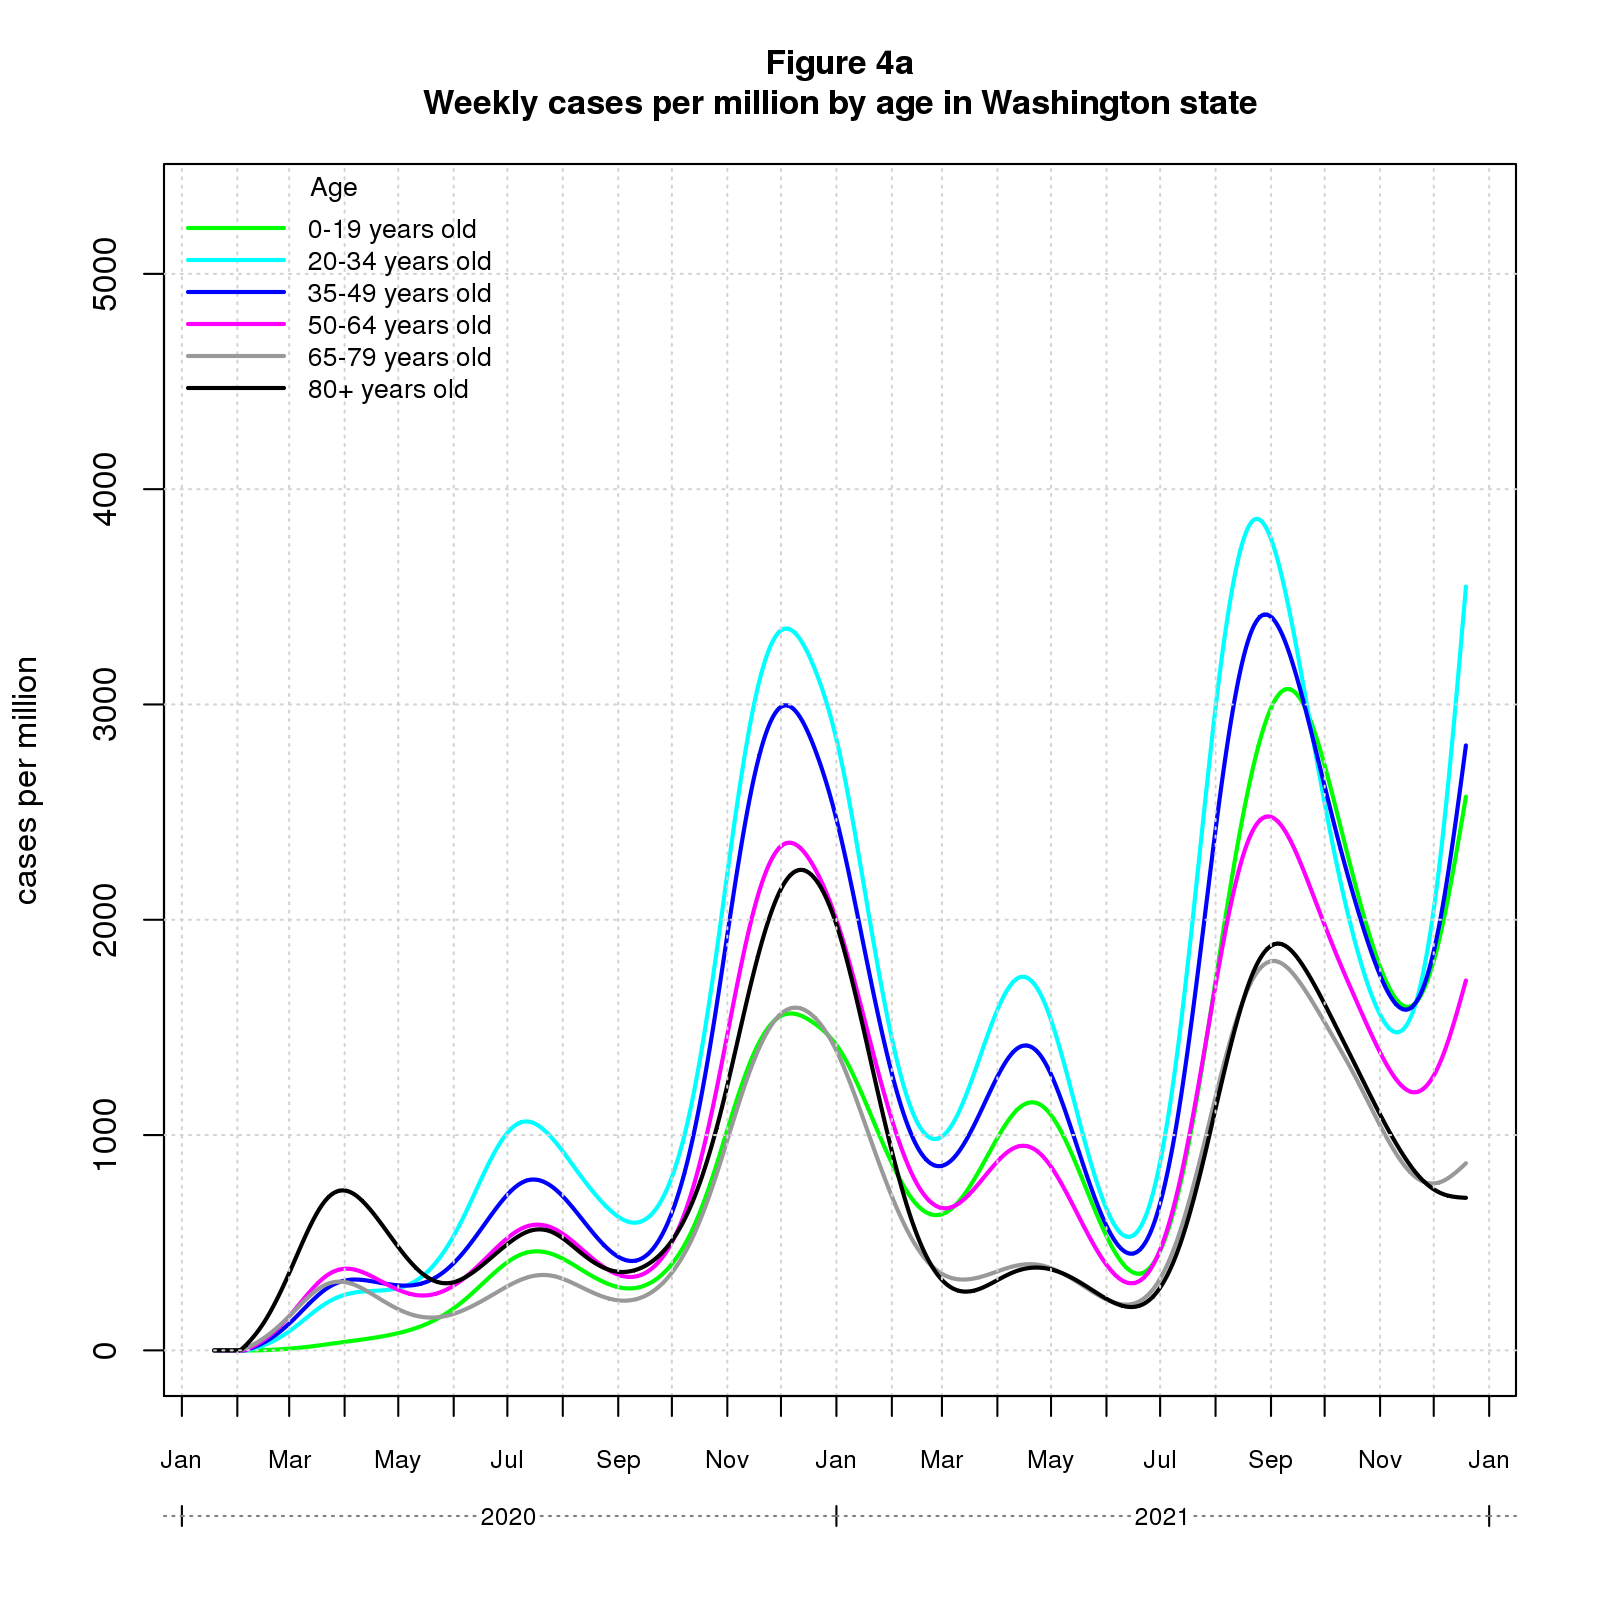 Figure 4a
Weekly cases per million by age in Washington state
Age
0-19 years old
20-34 years old
35-49 years old
50-64 years old
65-79 years old
80+ years old
cases per million
5000
4000
3000
2000
1000
0
Jan Mar May Jul Sep Nov Jan Mar May Jul Sep Nov Jan
2020 2021